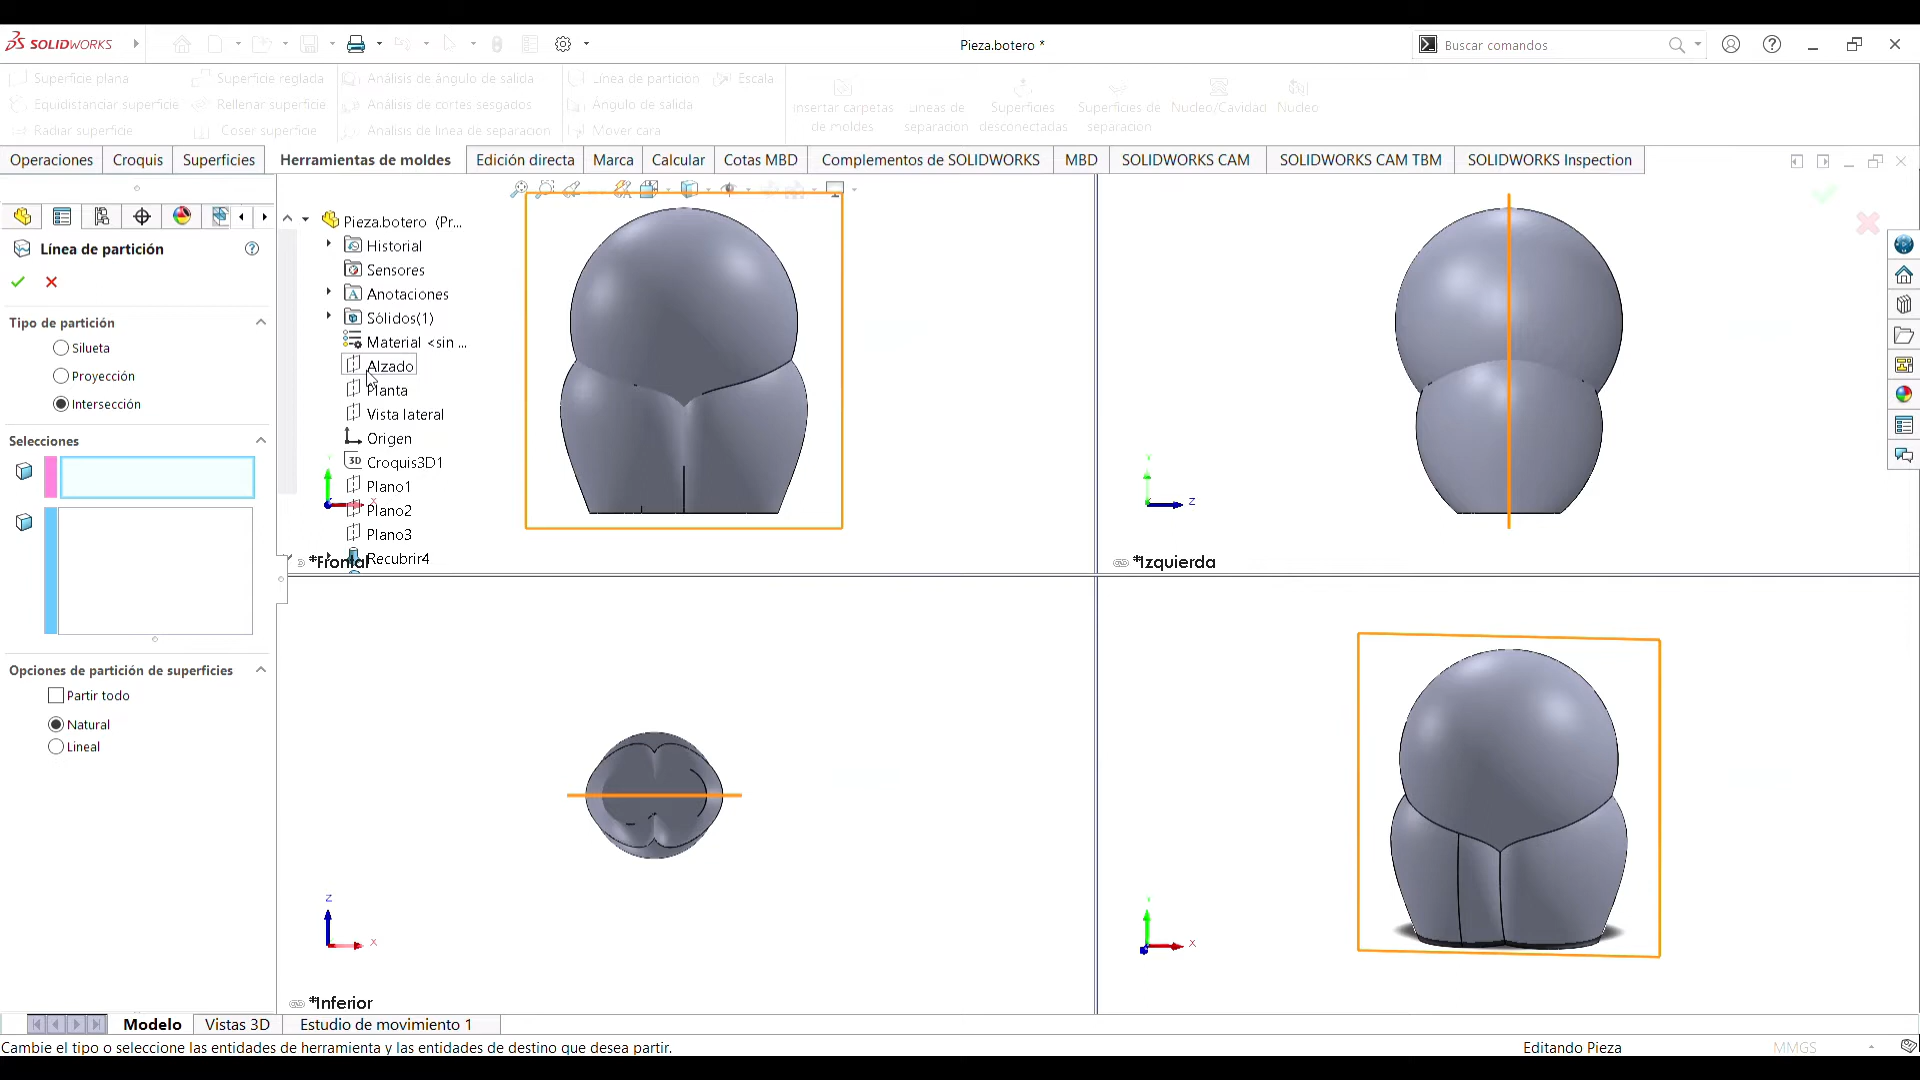 SOLIDWORKS
Pieza.botero *
Buscar comandos
Superficie plana
Superficie reglada
Análisis de ángulo de salida
Línea de partición
Escala
Equidistanciar superficie
Rellenar superficie
Análisis de cortes sesgados
Ángulo de salida
Insertar carpetas de moldes
Líneas de separación
Superficies desconectadas
Superficies de separación
Núcleo/Cavidad
Núcleo
Radiar superficie
Coser superficie
Análisis de línea de separación
Mover cara
Operaciones
Croquis
Superficies
Herramientas de moldes
Edición directa
Marca
Calcular
Cotas MBD
Complementos de SOLIDWORKS
MBD
SOLIDWORKS CAM
SOLIDWORKS CAM TBM
SOLIDWORKS Inspection
Línea de partición
Tipo de partición
Silueta
Proyección
Intersección
Selecciones
Opciones de partición de superficies
Partir todo
Natural
Lineal
Pieza.botero (Pr...
Historial
Sensores
Anotaciones
Sólidos(1)
Material <sin ...
Alzado
Planta
Vista lateral
Origen
3D Croquis3D1
Plano1
Plano2
Plano3
Recubrir4
X
*Frontal
Y
Z
*Izquierda
Z
X
*Inferior
Y
X
Modelo
Vistas 3D
Estudio de movimiento 1
Cambie el tipo o seleccione las entidades de herramienta y las entidades de destino que desea partir.
Editando Pieza
MMGS